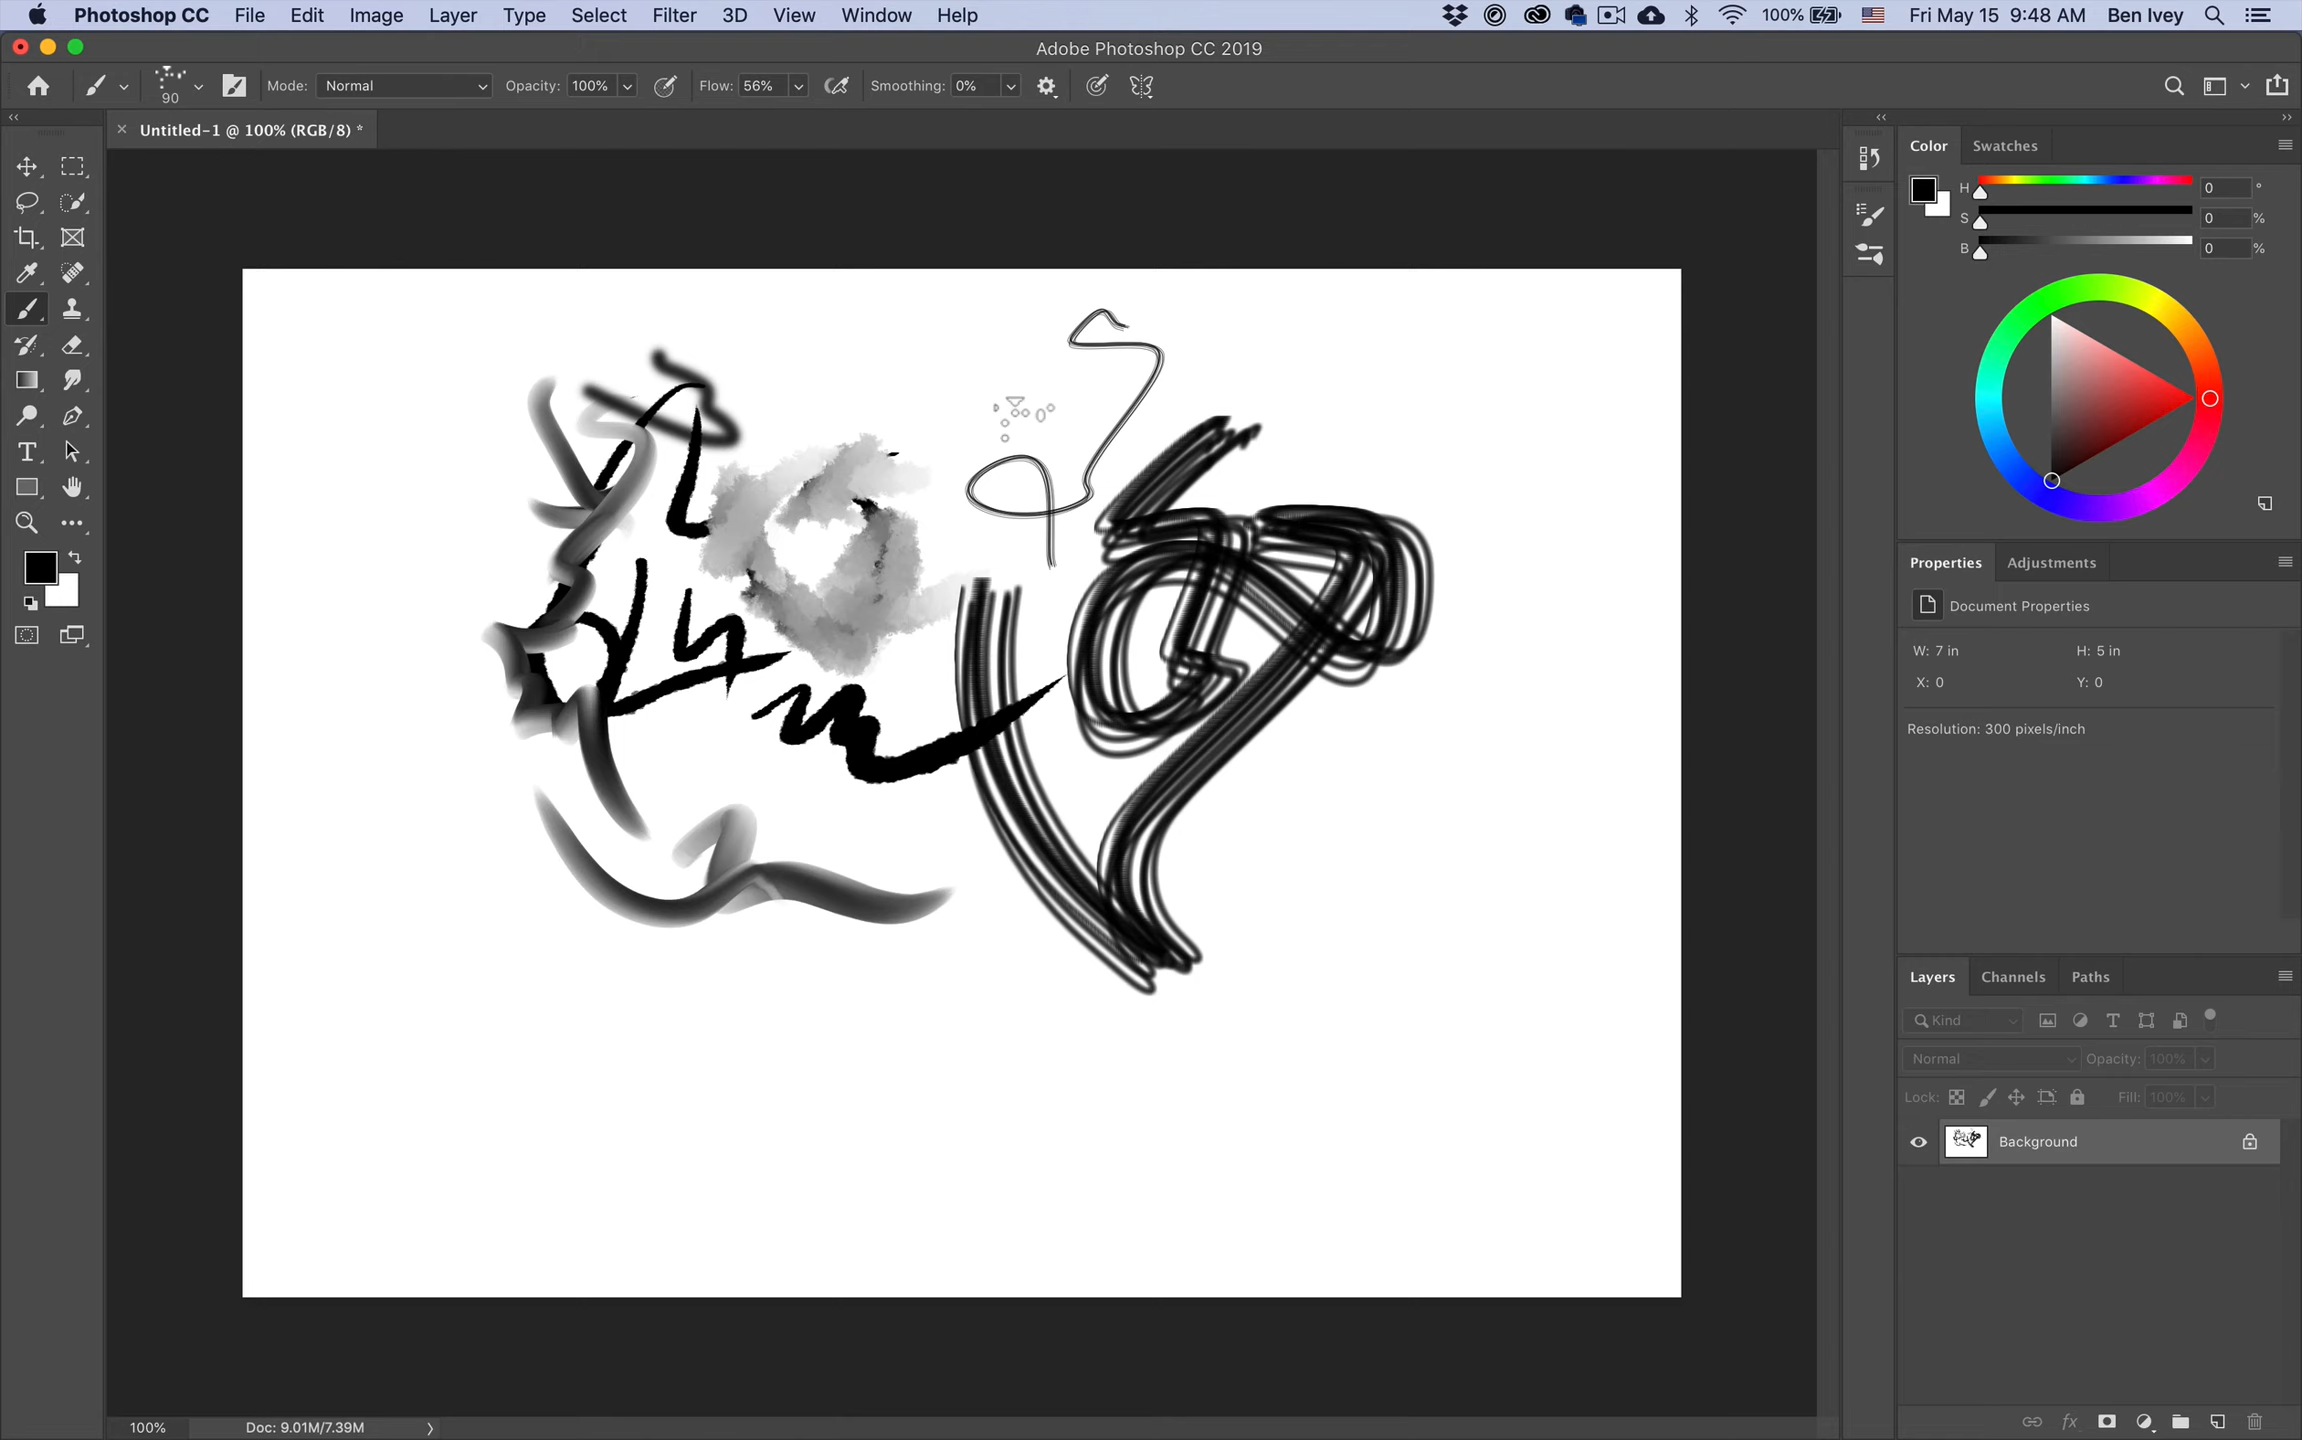 Photoshop CC File Edit Image Layer Type Select Filter 3D View Window Help 100% Fri May 15 9:48 AM Ben Ivey
Adobe Photoshop CC 2019
90 Mode: Normal Opacity: 100% Flow: 56% Smoothing: 0%
Untitled-1 @ 100% (RGB/8) *
Color Swatches
H 0 °
S 0 %
B 0 %
Properties Adjustments
Document Properties
W: 7 in H: 5 in
X: 0 Y: 0
Resolution: 300 pixels/inch
Layers Channels Paths
Kind
Normal Opacity: 100%
Lock: Fill: 100%
Background
100% Doc: 9.01M/7.39M